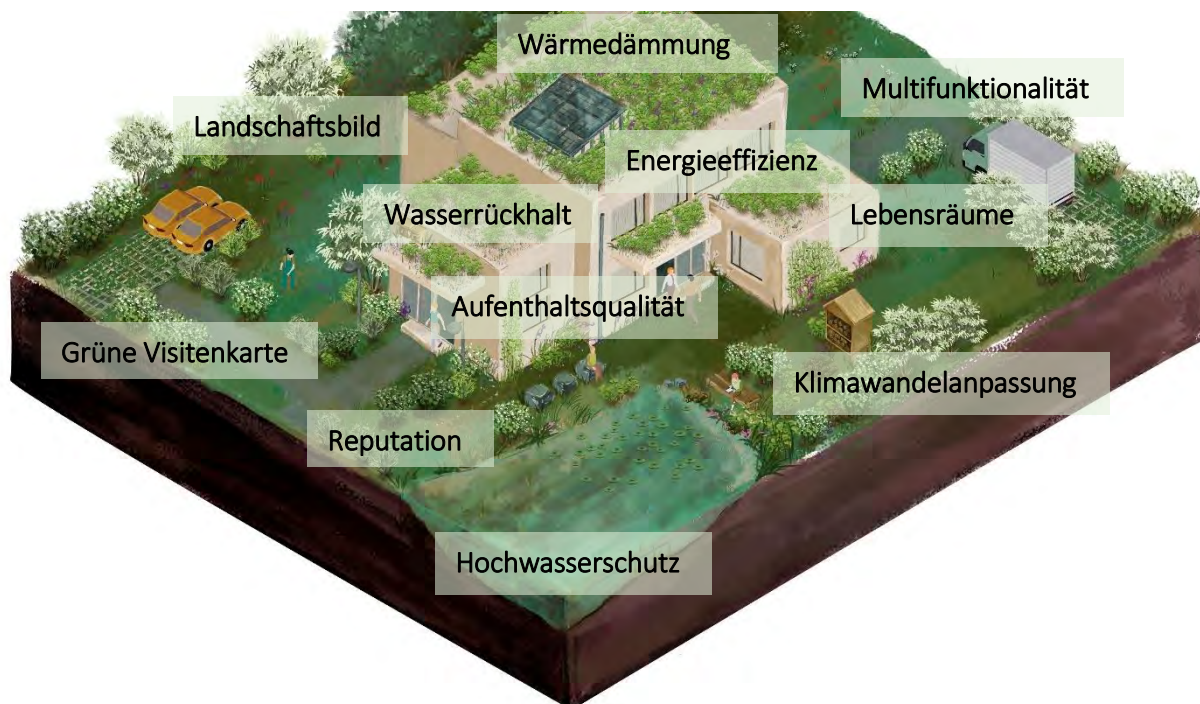 Wärmedämmung
Multifunktionalität
Landschaftsbild
Energieeffizienz
Wasserrückhalt
Lebensräume
Aufenthaltsqualität
Grüne Visitenkarte
Klimawandelanpassung
Reputation
Hochwasserschutz